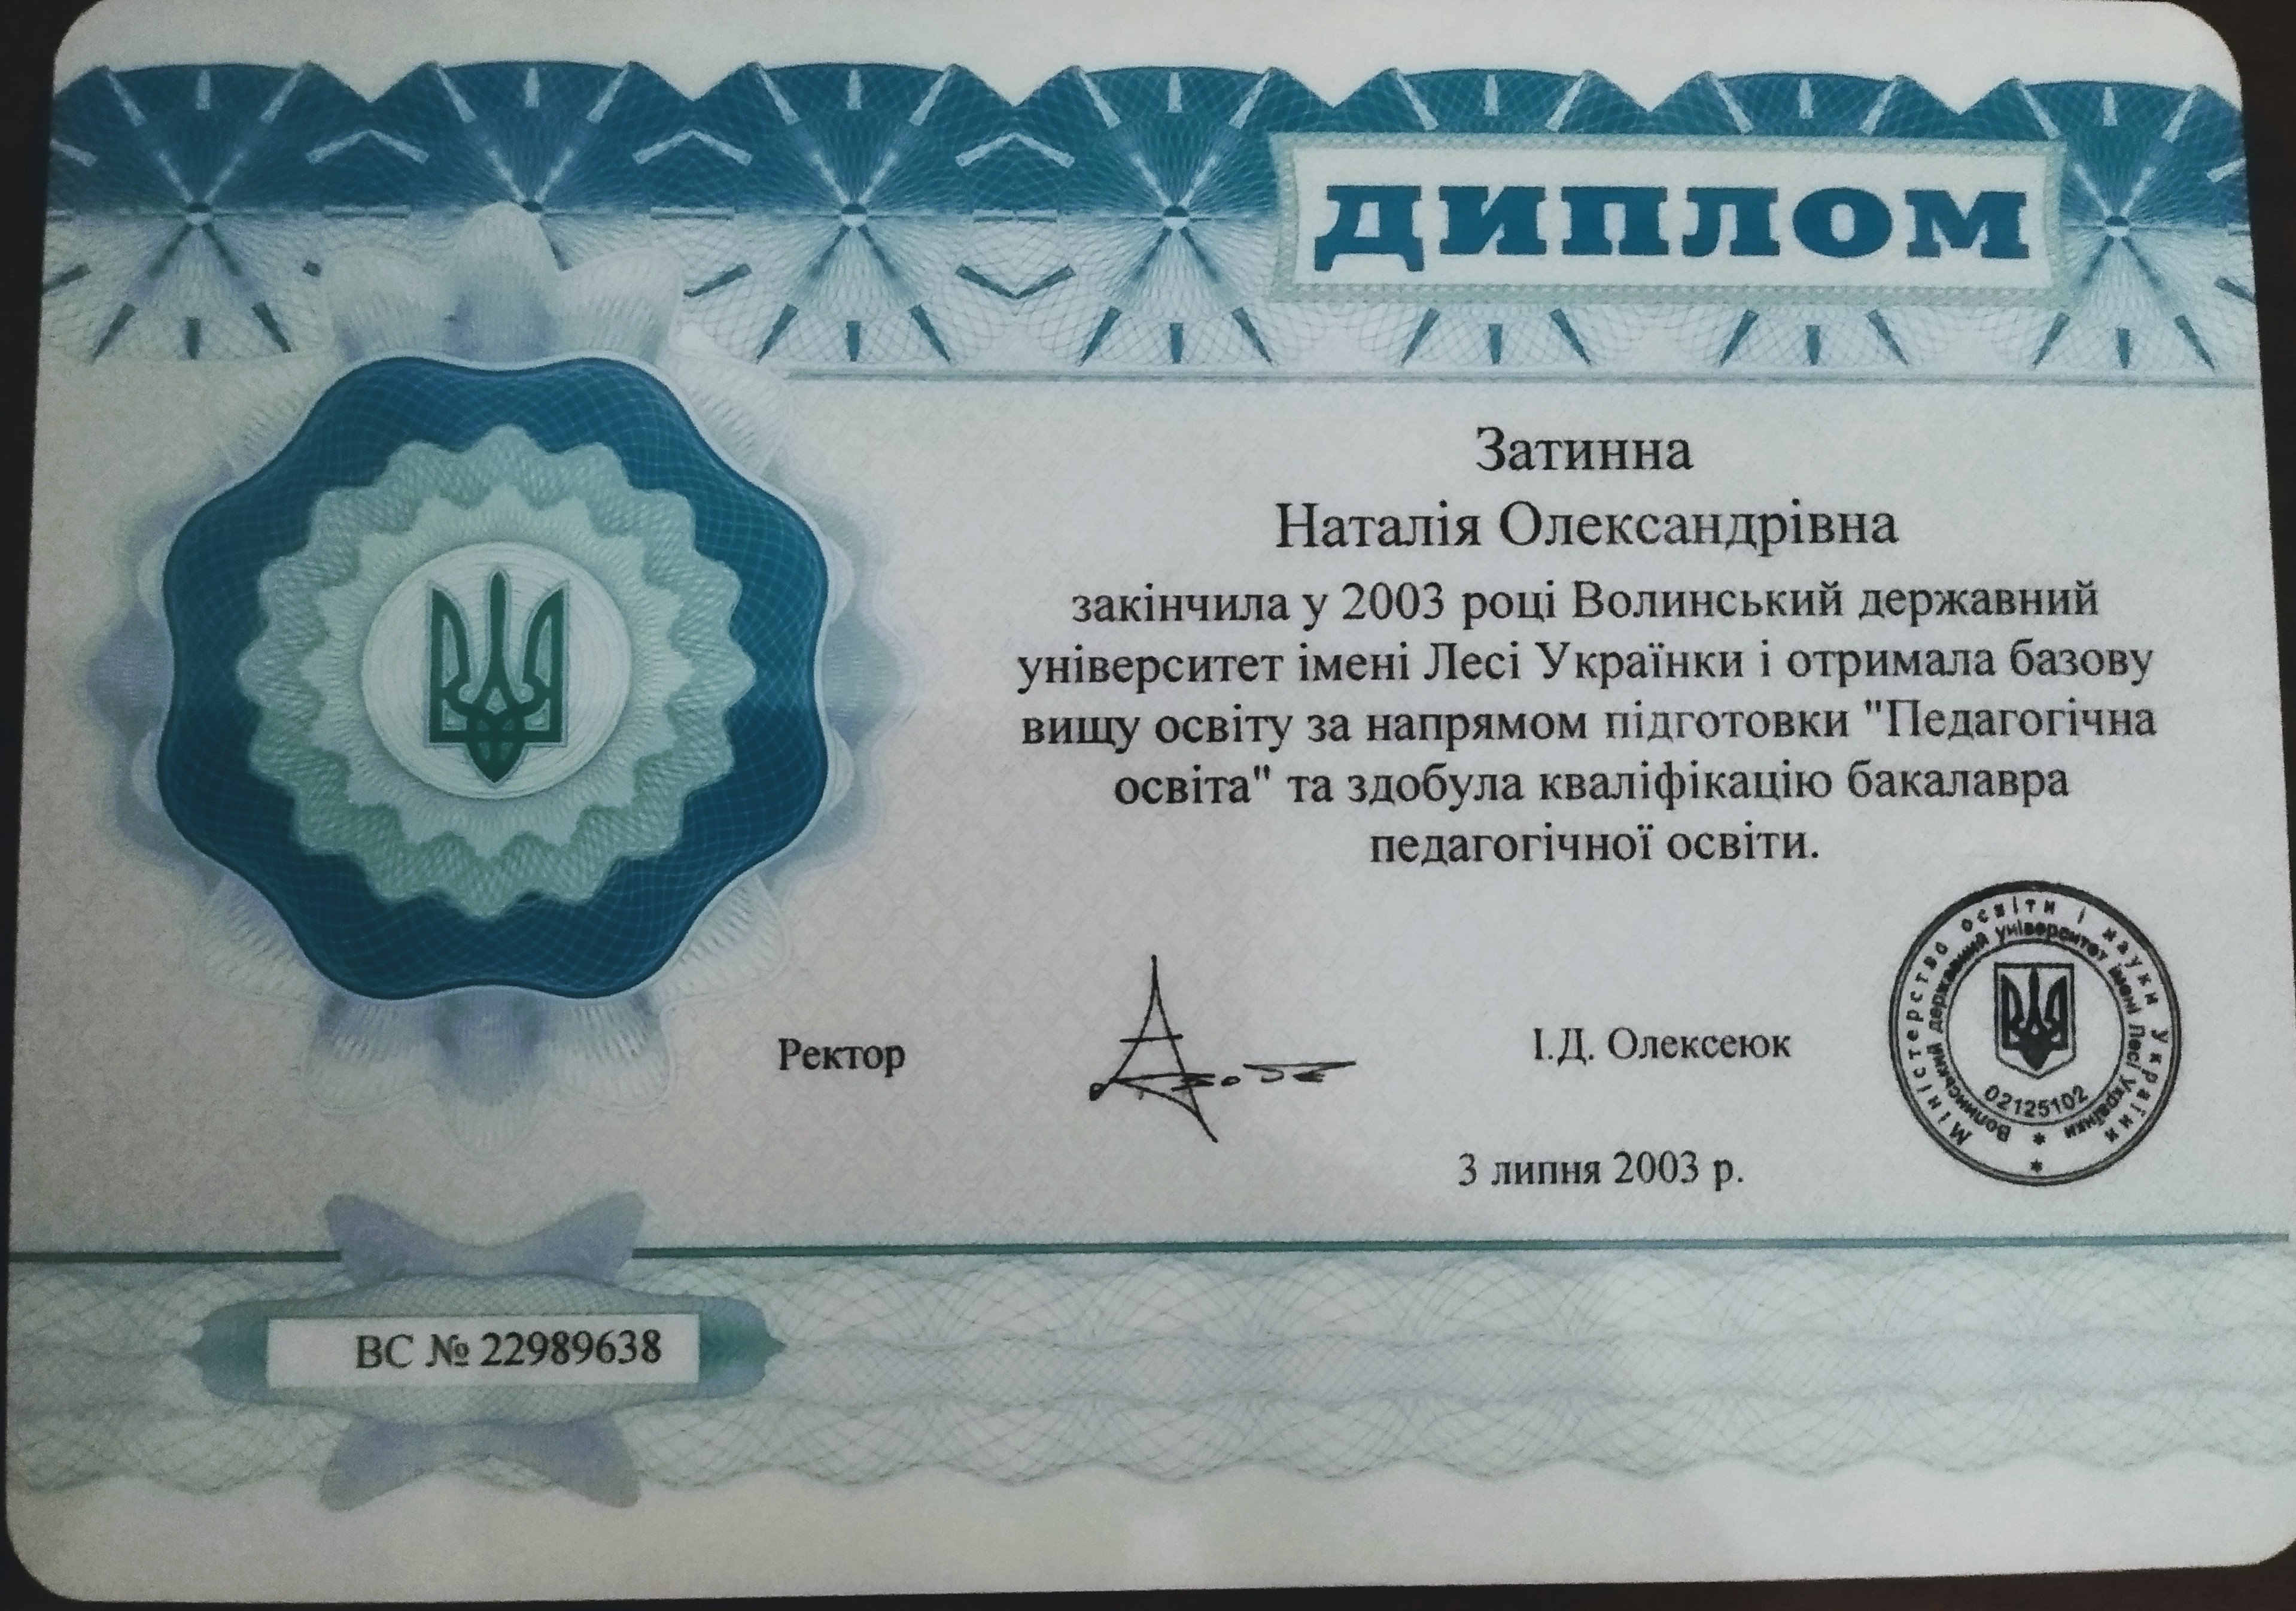 ДИПЛОМ
Затинна
Наталія Олександрівна
закінчила у 2003 році Волинський державний
університет імені Лесі Українки і отримала базову
вищу освіту за напрямом підготовки "Педагогічна
освіта" та здобула кваліфікацію бакалавра
педагогічної освіти.
Ректор
І.Д. Олексеюк
3 липня 2003 р.
Міністерство освіти і науки України
Волинський державний університет імені Лесі Українки
02125102
ВС № 22989638